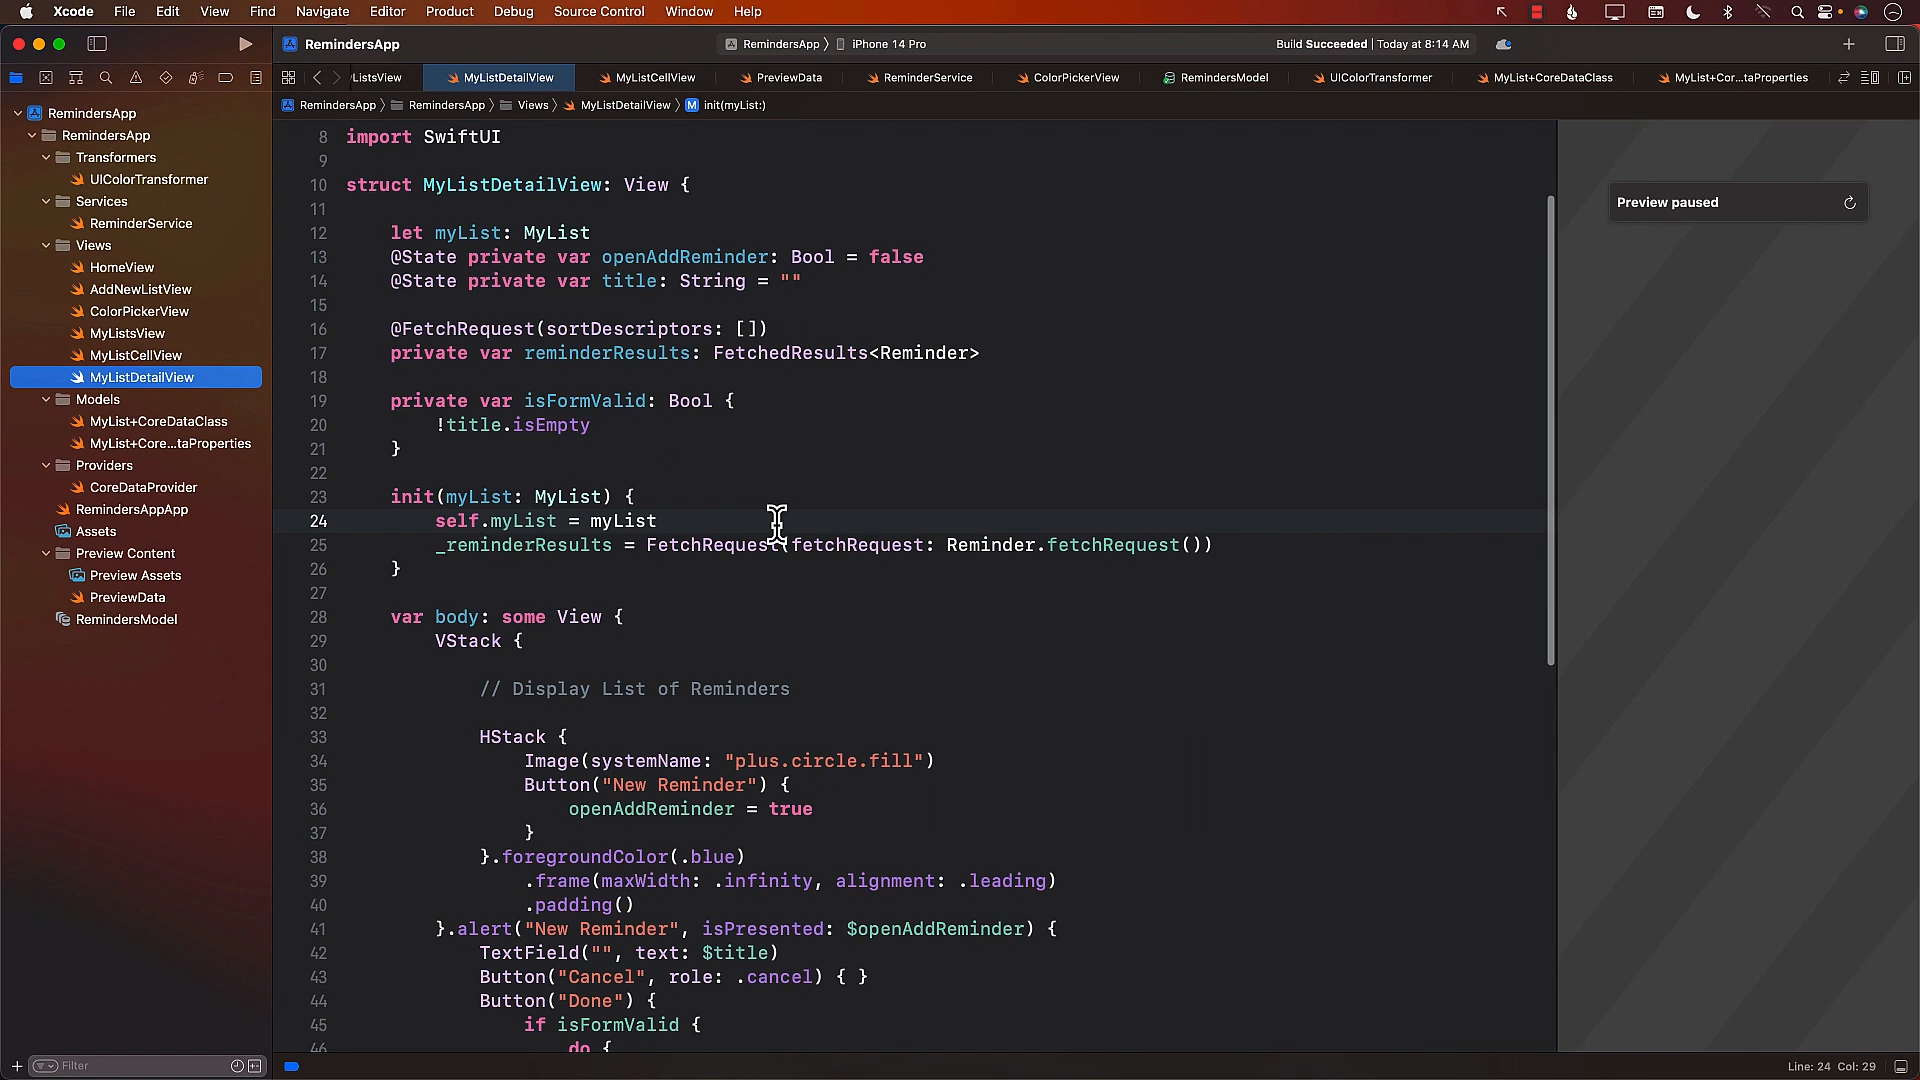 Xcode File Edit View Find Navigate Editor Product Debug Source Control Window Help
RemindersApp
RemindersApp 〉 iPhone 14 Pro
Build Succeeded | Today at 8:14 AM
ListsView MyListDetailView MyListCellView PreviewData ReminderService ColorPickerView RemindersModel UIColorTransformer MyList+CoreDataClass MyList+Cor...taProperties
RemindersApp 〉 RemindersApp 〉 Views 〉 MyListDetailView 〉 M init(myList:)
RemindersApp
RemindersApp
Transformers
UIColorTransformer
Services
ReminderService
Views
HomeView
AddNewListView
ColorPickerView
MyListsView
MyListCellView
MyListDetailView
Models
MyList+CoreDataClass
MyList+Core...taProperties
Providers
CoreDataProvider
RemindersAppApp
Assets
Preview Content
Preview Assets
PreviewData
RemindersModel
Filter
8 import SwiftUI
9
10 struct MyListDetailView: View {
11
12 let myList: MyList
13 @State private var openAddReminder: Bool = false
14 @State private var title: String = ""
15
16 @FetchRequest(sortDescriptors: [])
17 private var reminderResults: FetchedResults<Reminder>
18
19 private var isFormValid: Bool {
20 !title.isEmpty
21 }
22
23 init(myList: MyList) {
24 self.myList = myList
25 _reminderResults = FetchRequest(fetchRequest: Reminder.fetchRequest())
26 }
27
28 var body: some View {
29 VStack {
30
31 // Display List of Reminders
32
33 HStack {
34 Image(systemName: "plus.circle.fill")
35 Button("New Reminder") {
36 openAddReminder = true
37 }
38 }.foregroundColor(.blue)
39 .frame(maxWidth: .infinity, alignment: .leading)
40 .padding()
41 }.alert("New Reminder", isPresented: $openAddReminder) {
42 TextField("", text: $title)
43 Button("Cancel", role: .cancel) { }
44 Button("Done") {
45 if isFormValid {
46 do {
Preview paused
Line: 24 Col: 29